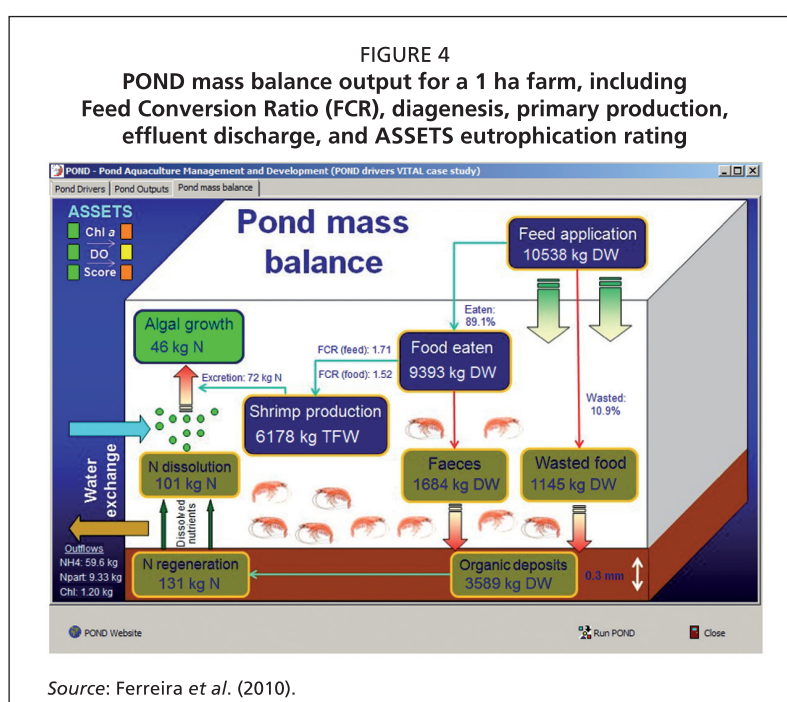 FIGURE 4
POND mass balance output for a 1 ha farm, including
Feed Conversion Ratio (FCR), diagenesis, primary production,
effluent discharge, and ASSETS eutrophication rating
POND - Pond Aquaculture Management and Development (POND drivers VITAL case study)
Pond Drivers
Pond Outputs
Pond mass balance
ASSETS
Chl a
DO
Score
Pond mass
balance
Feed application
10538 kg DW
Algal growth
46 kg N
Eaten:
89.1%
FCR (feed): 1.71
FCR (food): 1.52
Food eaten
9393 kg DW
Excretion: 72 kg N
Shrimp production
6178 kg TFW
Wasted:
10.9%
Water
exchange
N dissolution
101 kg N
Faeces
1684 kg DW
Wasted food
1145 kg DW
Dissolved
nutrients
Outflows
NH4: 59.6 kg
Npart: 9.33 kg
Chl: 1.20 kg
N regeneration
131 kg N
Organic deposits
3589 kg DW
0.3 mm
POND Website
Run POND
Close
Source: Ferreira et al. (2010).